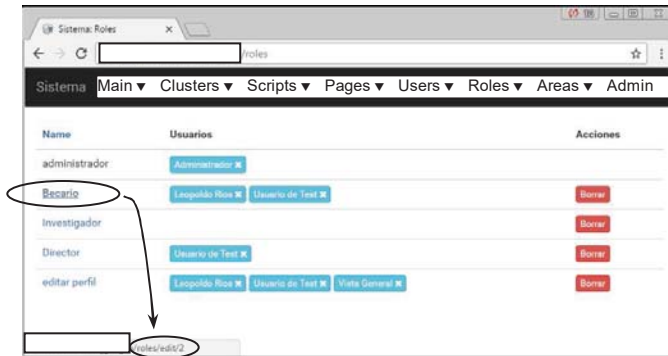 Sistema: Roles
/roles
Sistema Main ▾ Clusters ▾ Scripts ▾ Pages ▾ Users ▾ Roles ▾ Areas ▾ Admin
Name Usuarios Acciones
administrador Administrador ×
Becario Leopoldo Rios × Usuario de Test × Borrar
Investigador Borrar
Director Usuario de Test × Borrar
editar perfil Leopoldo Rios × Usuario de Test × Vista General × Borrar
/roles/edit/2